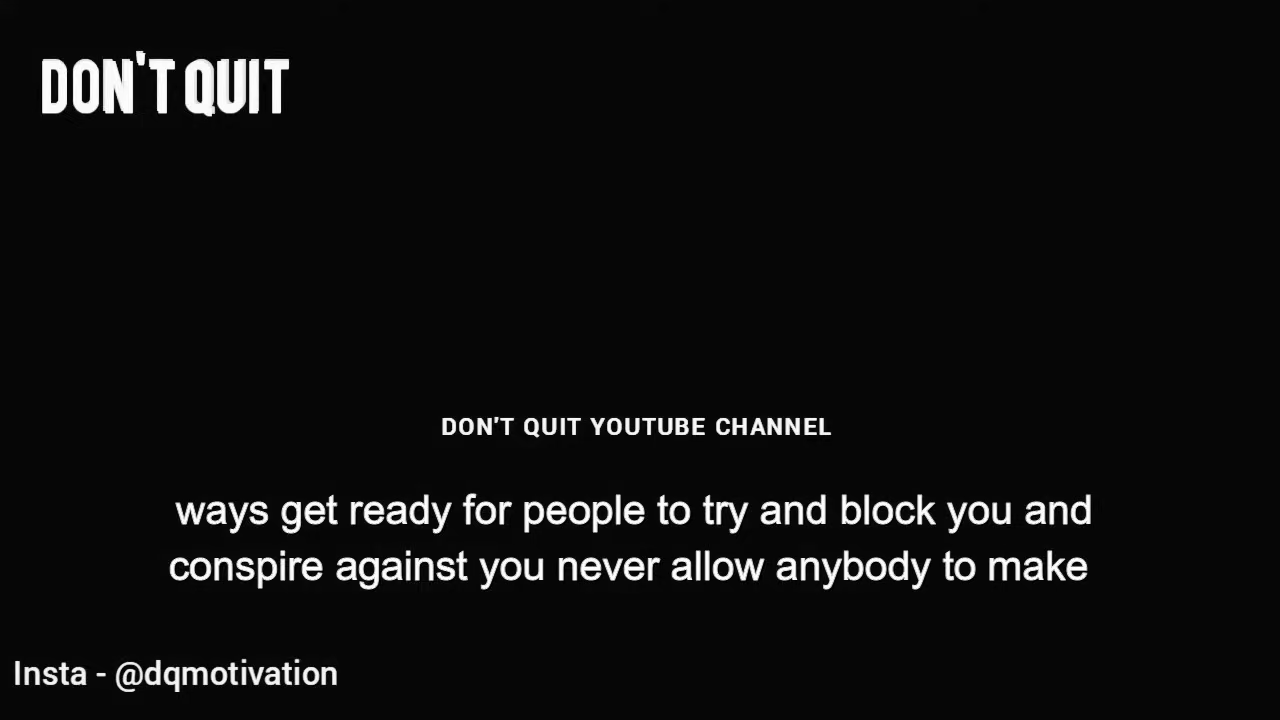 DON'T QUIT
DON'T QUIT YOUTUBE CHANNEL
ways get ready for people to try and block you and
conspire against you never allow anybody to make
Insta - @dqmotivation